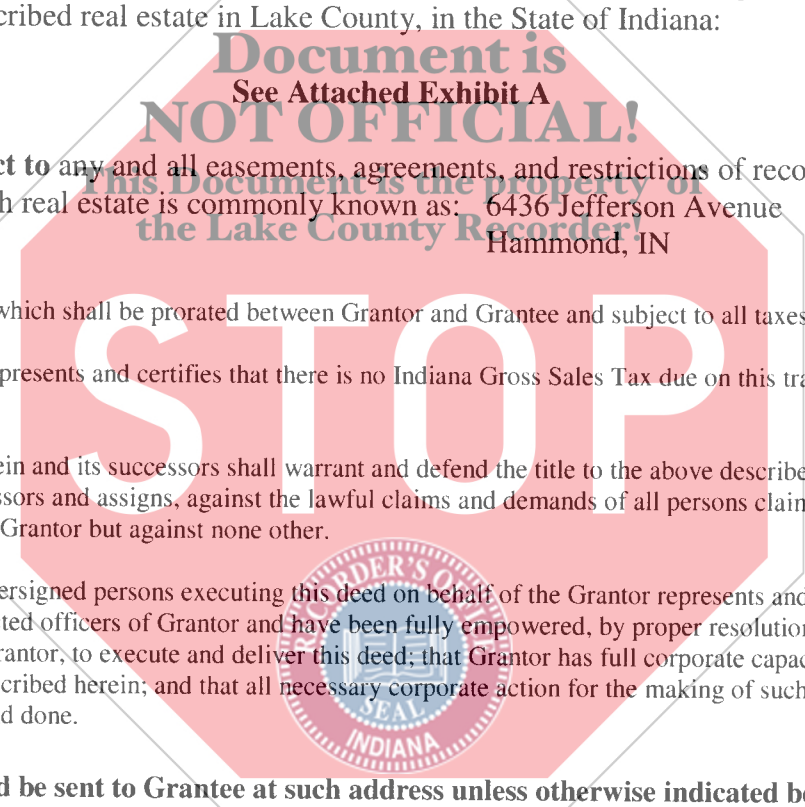 cribed real estate in Lake County, in the State of Indiana:
Document is
See Attached Exhibit A
NOT OFFICIAL!
ct to any and all easements, agreements, and restrictions of reco
This Document is the property of
h real estate is commonly known as: 6436 Jefferson Avenue
the Lake County Recorder!
Hammond, IN
which shall be prorated between Grantor and Grantee and subject to all taxes
presents and certifies that there is no Indiana Gross Sales Tax due on this tra
STOP
ein and its successors shall warrant and defend the title to the above describe
ssors and assigns, against the lawful claims and demands of all persons claim
Grantor but against none other.
ersigned persons executing this deed on behalf of the Grantor represents and
ted officers of Grantor and have been fully empowered, by proper resolution
rantor, to execute and deliver this deed; that Grantor has full corporate capac
cribed herein; and that all necessary corporate action for the making of such
d done.
RECORDER'S OFFICE
SEAL
INDIANA
d be sent to Grantee at such address unless otherwise indicated be